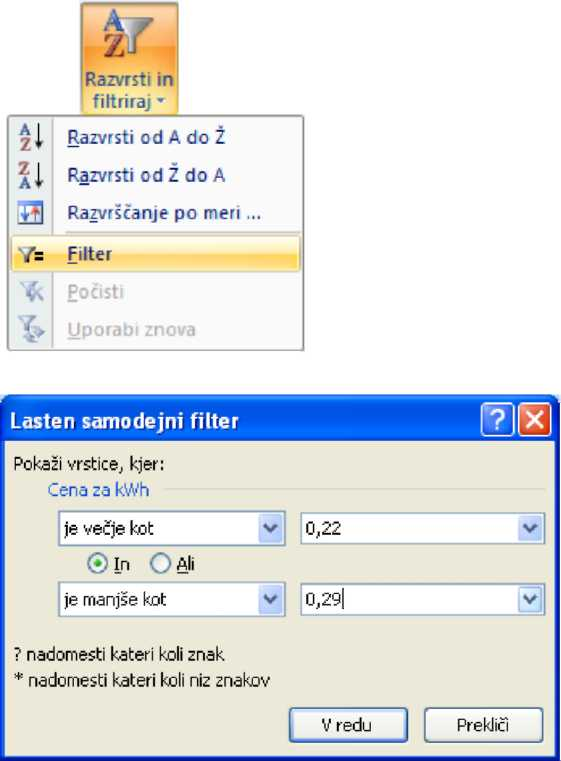 Razvrsti in
filtriraj
Razvrsti od A do Ž
Razvrsti od Ž do A
Razvrščanje po meri ...
Filter
Počisti
Uporabi znova
Lasten samodejni filter
Pokaži vrstice, kjer:
Cena za kWh
je večje kot 0,22
In Ali
je manjše kot 0,29
? nadomesti kateri koli znak
* nadomesti kateri koli niz znakov
V redu Prekliči